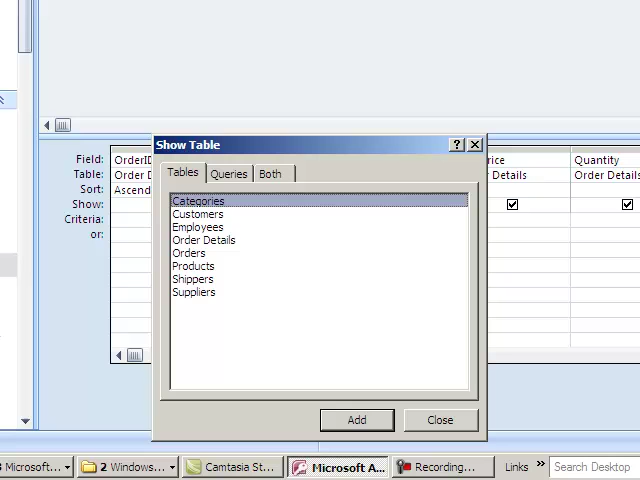 Show Table
?
Tables Queries Both
Categories
Customers
Employees
Order Details
Orders
Products
Shippers
Suppliers
Add Close
Field: OrderI rice Quantity
Table: Order D Details Order Details
Sort: Ascend
Show:
Criteria:
or:
Microsoft... 2 Windows... Camtasia St... Microsoft A... Recording... Links » Search Desktop